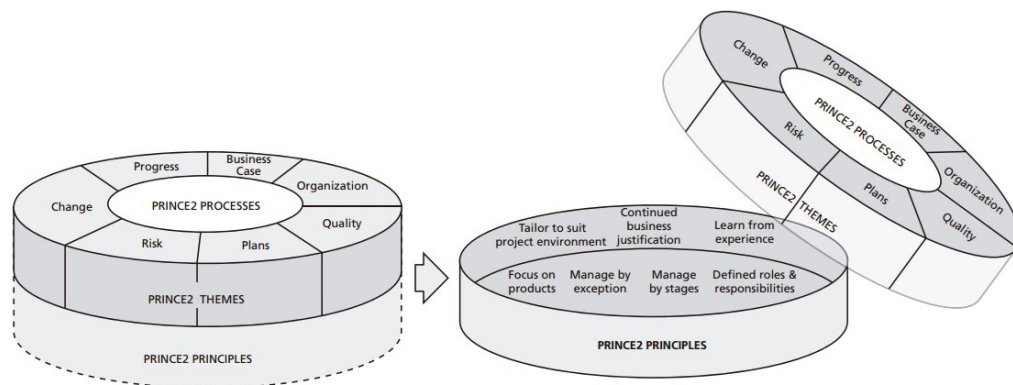 Progress
Business
Case
Organization
Change
PRINCE2 PROCESSES
Quality
Risk
Plans
PRINCE2 THEMES
PRINCE2 PRINCIPLES
Change
Progress
Business
Case
Organization
PRINCE2 PROCESSES
Risk
Plans
Quality
PRINCE2 THEMES
Tailor to suit
project environment
Continued
business
justification
Learn from
experience
Focus on
products
Manage by
exception
Manage
by stages
Defined roles &
responsibilities
PRINCE2 PRINCIPLES